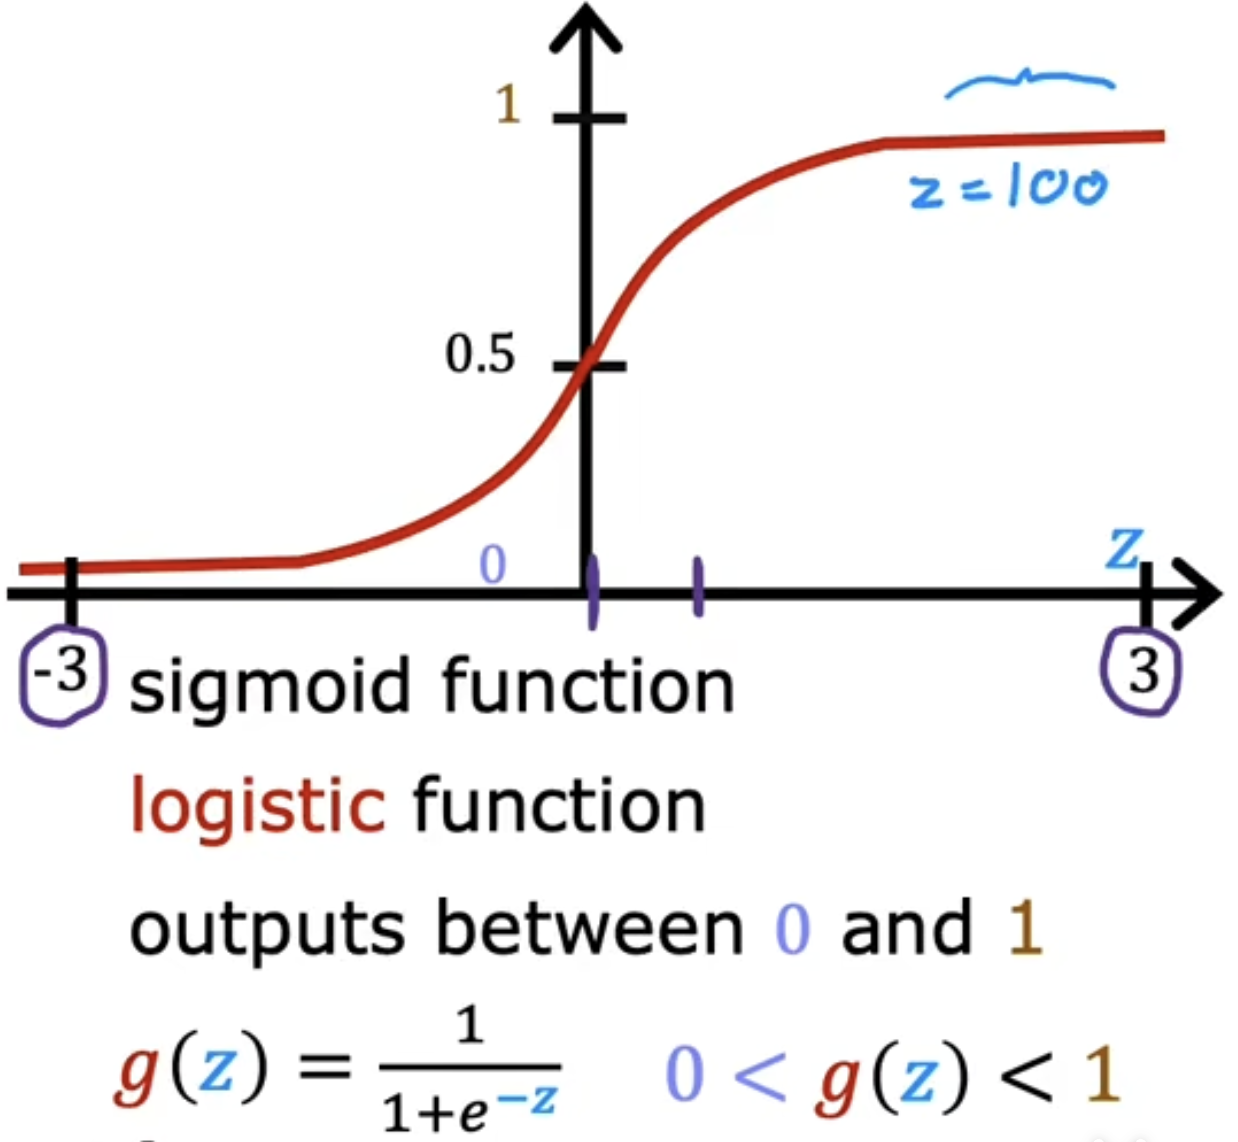 1
z = 100
0.5
0
z
-3
3
sigmoid function
logistic function
outputs between 0 and 1
g(z) = 1/1+e^-z 0 < g(z) < 1